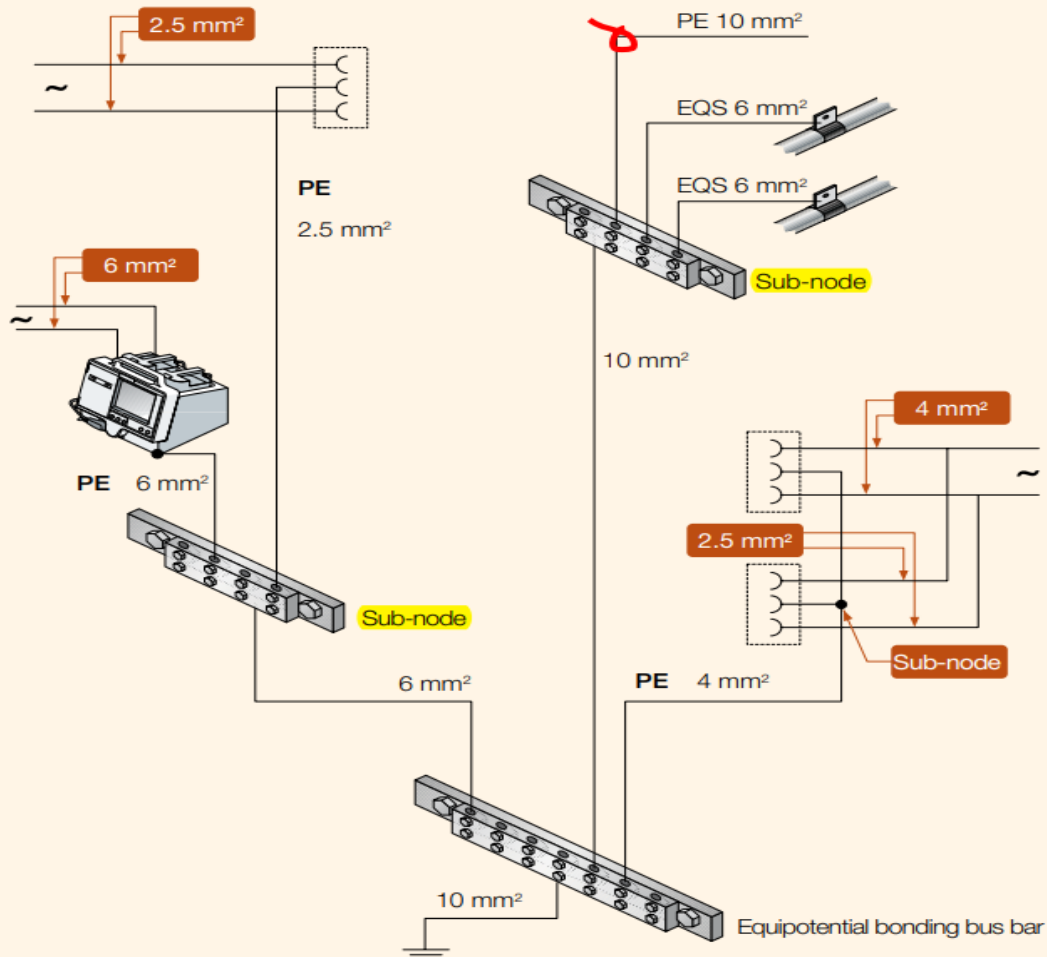 2.5 mm²
PE 10 mm²
~
EQS 6 mm²
EQS 6 mm²
PE
2.5 mm²
6 mm²
~
Sub-node
10 mm²
4 mm²
~
PE 6 mm²
2.5 mm²
Sub-node
Sub-node
6 mm²
PE 4 mm²
10 mm²
Equipotential bonding bus bar